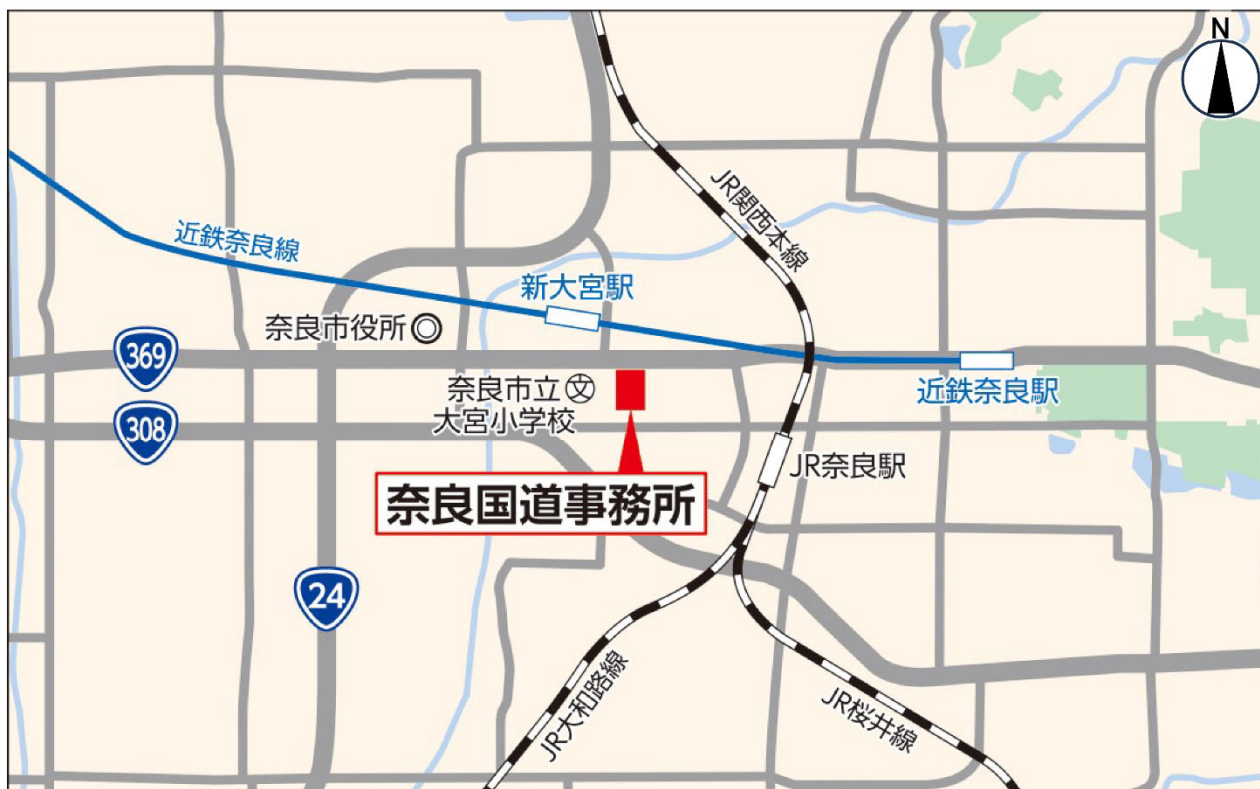 N
JR関西本線
近鉄奈良線
新大宮駅
奈良市役所
369
近鉄奈良駅
奈良市立
文
大宮小学校
308
JR奈良駅
奈良国道事務所
24
JR大和路線
JR桜井線